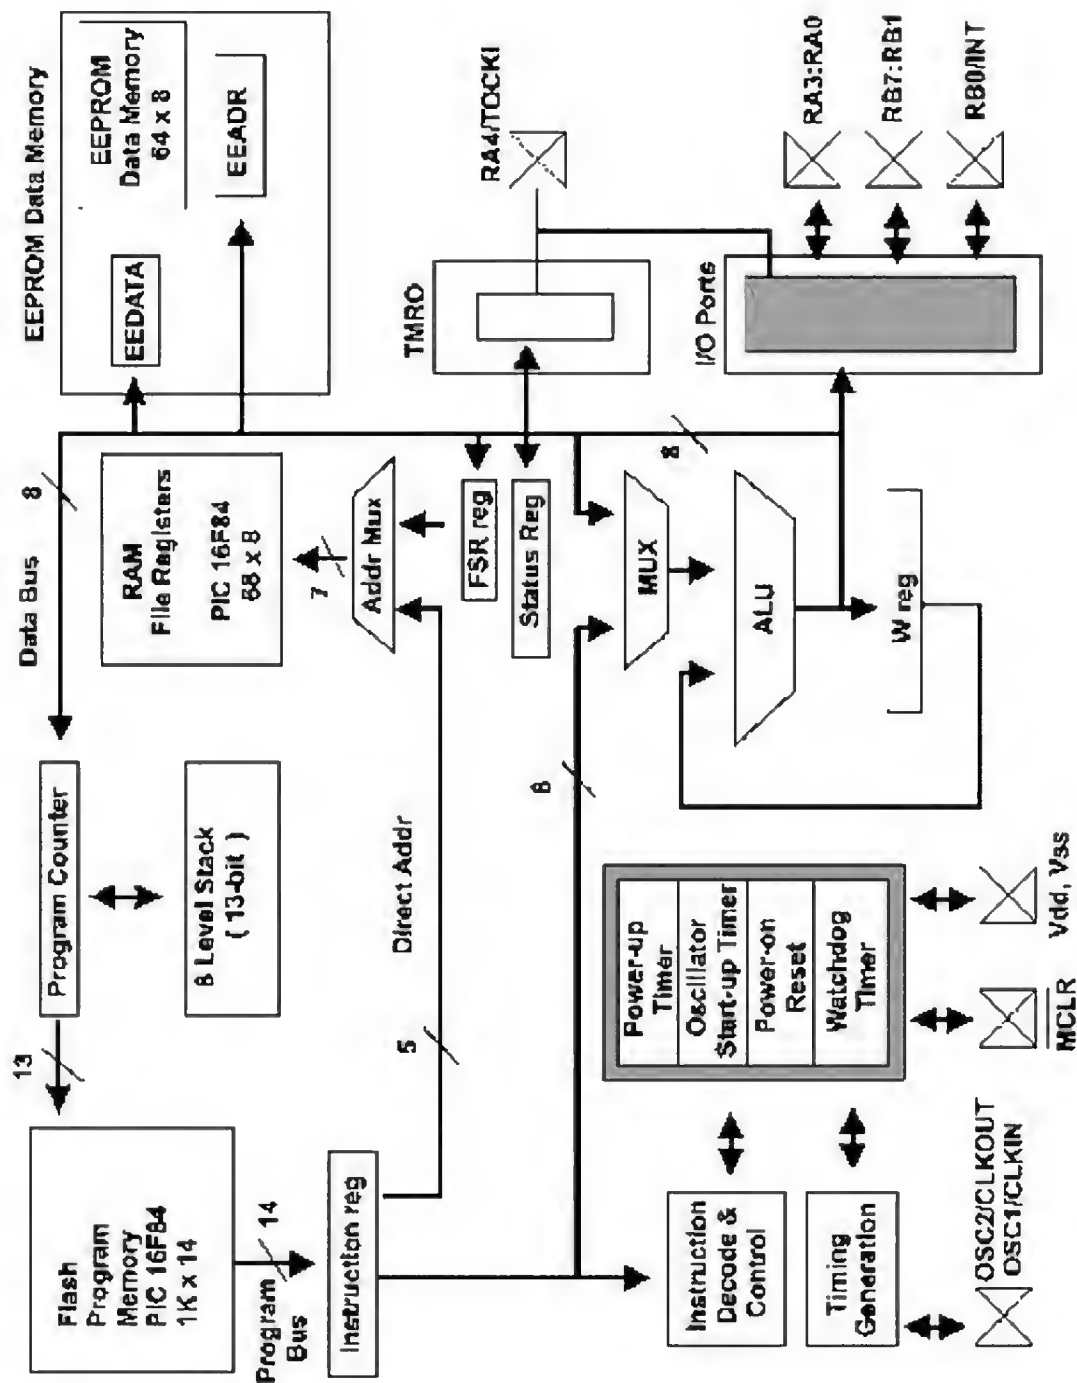 13
Data Bus
8
EEPROM Data Memory
Flash
Program
Memory
PIC 16F84
1K x 14
Program Counter
8 Level Stack
( 13-bit )
RAM
File Registers
PIC 16F84
68 x 8
EEDATA
EEPROM
Data Memory
64 x 8
EEADR
Program
Bus
14
Instruction reg
5
Direct Addr
7
Addr Mux
FSR reg
Status Reg
TMRO
RA4/TOCKI
8
MUX
8
ALU
W reg
I/O Ports
RA3:RA0
RB7:RB1
RB0/INT
Instruction
Decode &
Control
Timing
Generation
Power-up
Timer
Oscillator
Start-up Timer
Power-on
Reset
Watchdog
Timer
OSC2/CLKOUT
OSC1/CLKIN
MCLR
Vdd, Vss